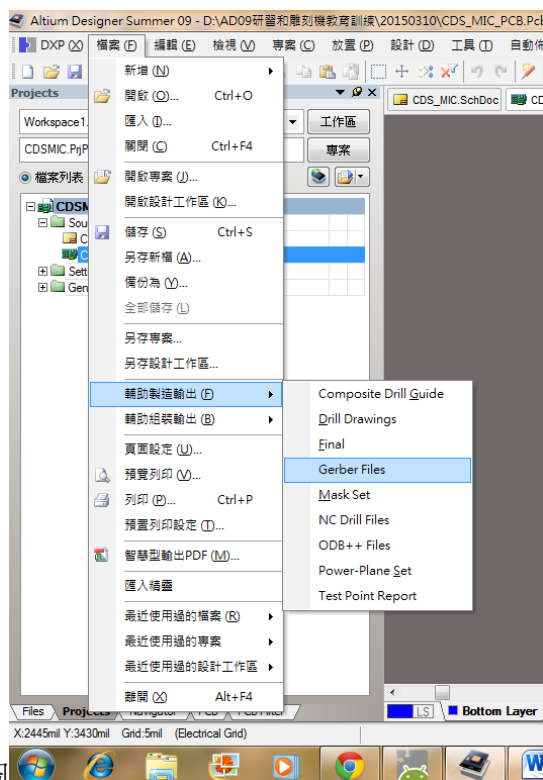 Altium Designer Summer 09 - D:\AD09研習和雕刻機教育訓練\20150310\CDS_MIC_PCB.Pcb
DXP (X) 檔案 (F) 編輯 (E) 檢視 (V) 專案 (C) 放置 (P) 設計 (D) 工具 (T) 自動佈
Projects
CDS_MIC.SchDoc
Workspace1.
工作區
CDSMIC.PrjP
專案
檔案列表
CDSM
Sou
C
C
Sett
Gen
新增 (N)
開啟 (O)... Ctrl+O
匯入 (I)...
關閉 (C) Ctrl+F4
開啟專案 (J)...
開啟設計工作區 (K)...
儲存 (S) Ctrl+S
另存新檔 (A)...
備份為 (Y)...
全部儲存 (L)
另存專案...
另存設計工作區...
輔助製造輸出 (F)
輔助組裝輸出 (B)
頁面設定 (U)...
預覽列印 (V)...
列印 (P)... Ctrl+P
預置列印設定 (T)...
智慧型輸出PDF (M)...
匯入精靈
最近使用過的檔案 (R)
最近使用過的專案
最近使用過的設計工作區
離開 (X) Alt+F4
Composite Drill Guide
Drill Drawings
Final
Gerber Files
Mask Set
NC Drill Files
ODB++ Files
Power-Plane Set
Test Point Report
Files Projects Navigator PCB PCB Filter
LS Bottom Layer
X:2445mil Y:3430mil Grid:5mil (Electrical Grid)